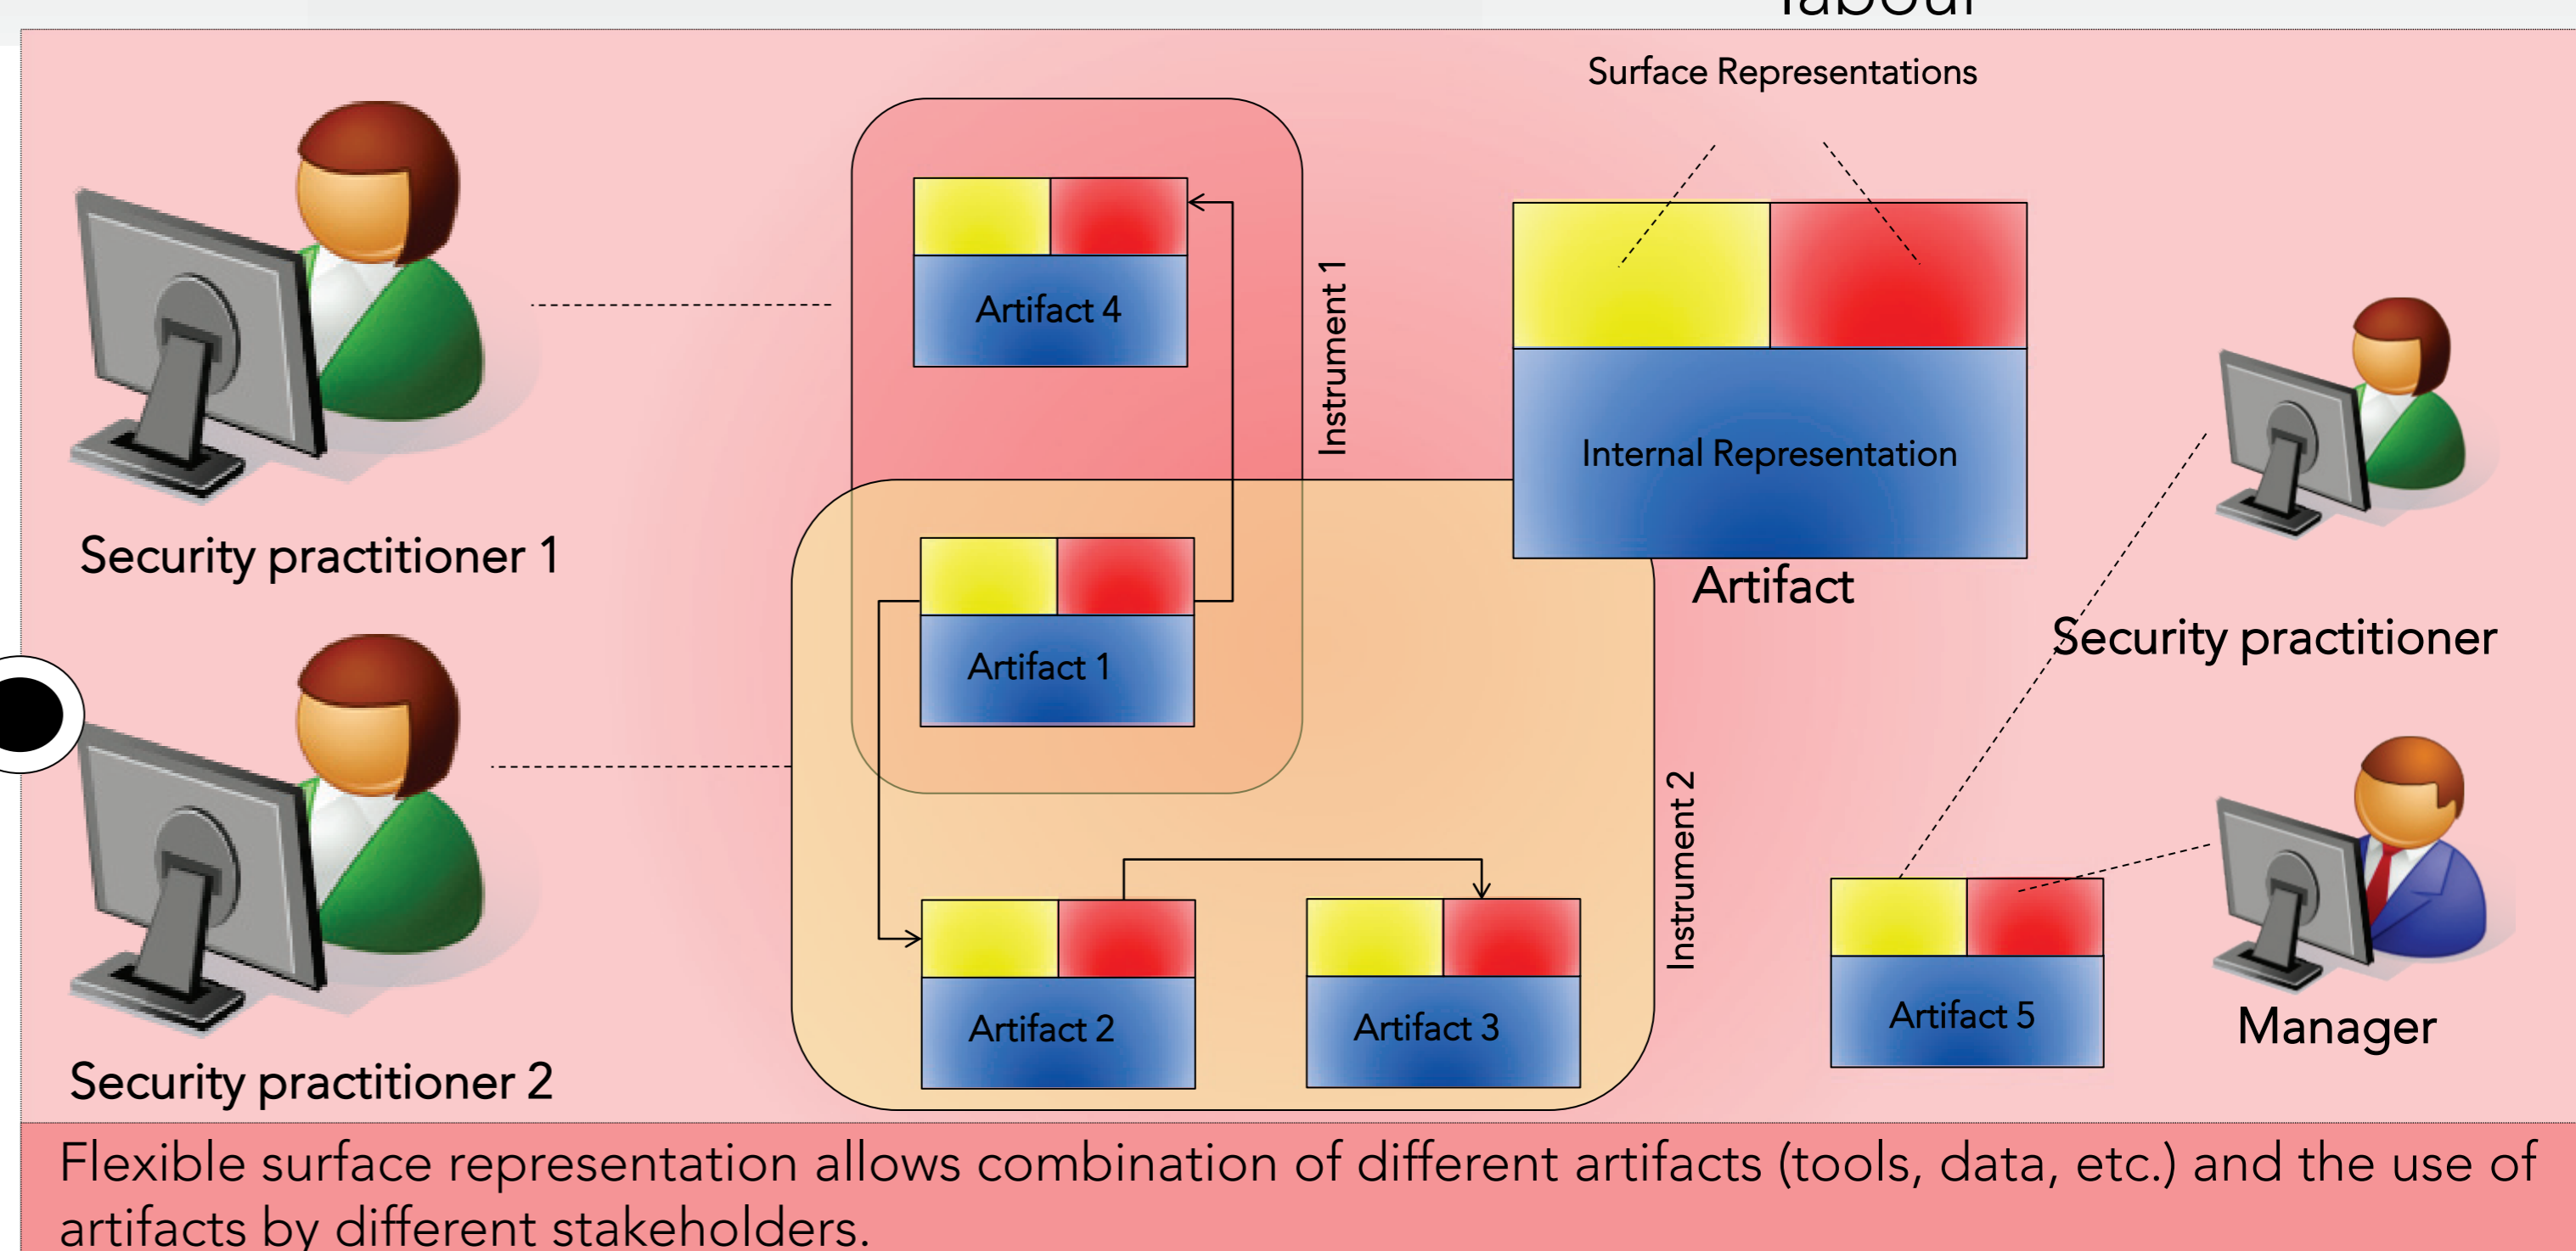 labour
Surface Representations
Artifact 4
Instrument 1
Internal Representation
Artifact
Security practitioner 1
Artifact 1
Security practitioner
Instrument 2
Artifact 2
Artifact 3
Artifact 5
Manager
Security practitioner 2
Flexible surface representation allows combination of different artifacts (tools, data, etc.) and the use of
artifacts by different stakeholders.